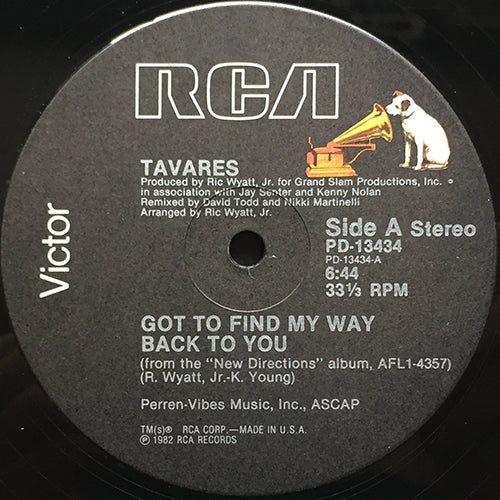 RCA
Victor
TAVARES
Produced by Ric Wyatt, Jr. for Grand Slam Productions, Inc.
in association with Jay Senter and Kenny Nolan
Remixed by David Todd and Nikki Martinelli
Arranged by Ric Wyatt, Jr.
Side A Stereo
PD-13434
PD-13434-A
6:44
33⅓ RPM
GOT TO FIND MY WAY
BACK TO YOU
(from the "New Directions" album, AFL1-4357)
(R. Wyatt, Jr.-K. Young)
Perren-Vibes Music, Inc., ASCAP
TM(s)® RCA CORP.—MADE IN U.S.A.
Ⓟ 1982 RCA RECORDS